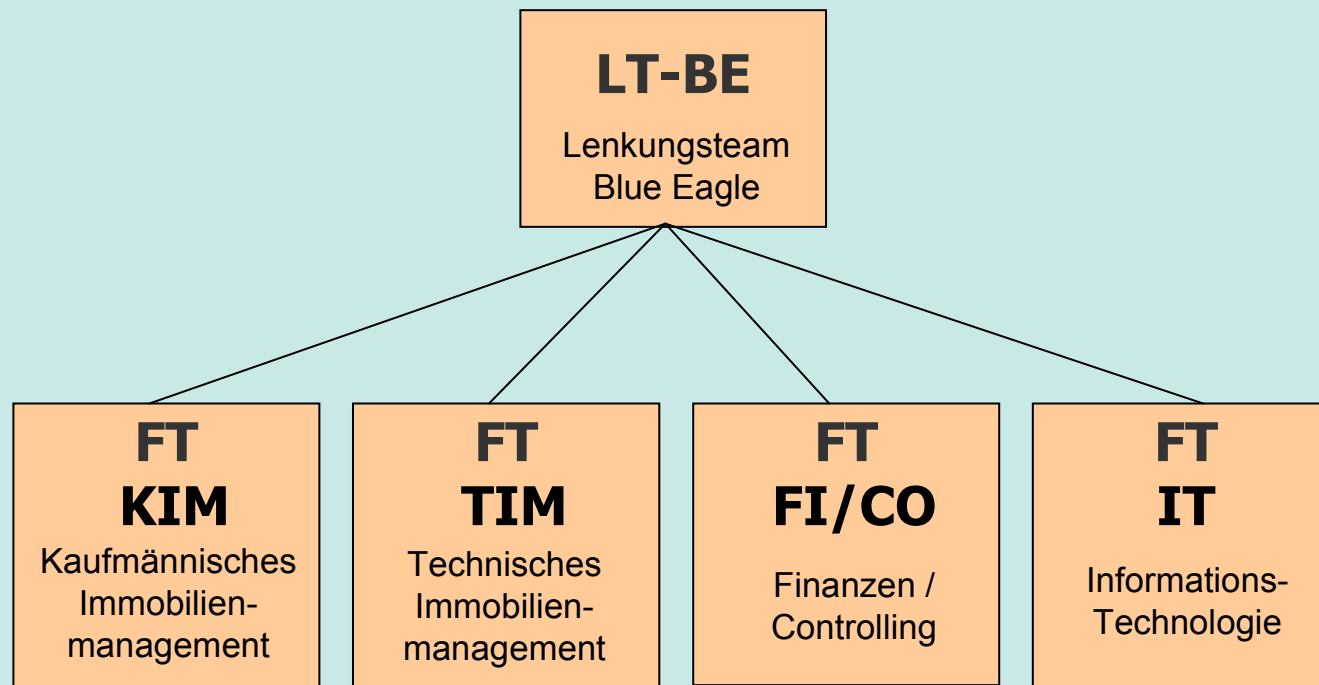 LT-BE
Lenkungsteam
Blue Eagle
FT
KIM
Kaufmännisches
Immobilien-
management
FT
TIM
Technisches
Immobilien-
management
FT
FI/CO
Finanzen /
Controlling
FT
IT
Informations-
Technologie